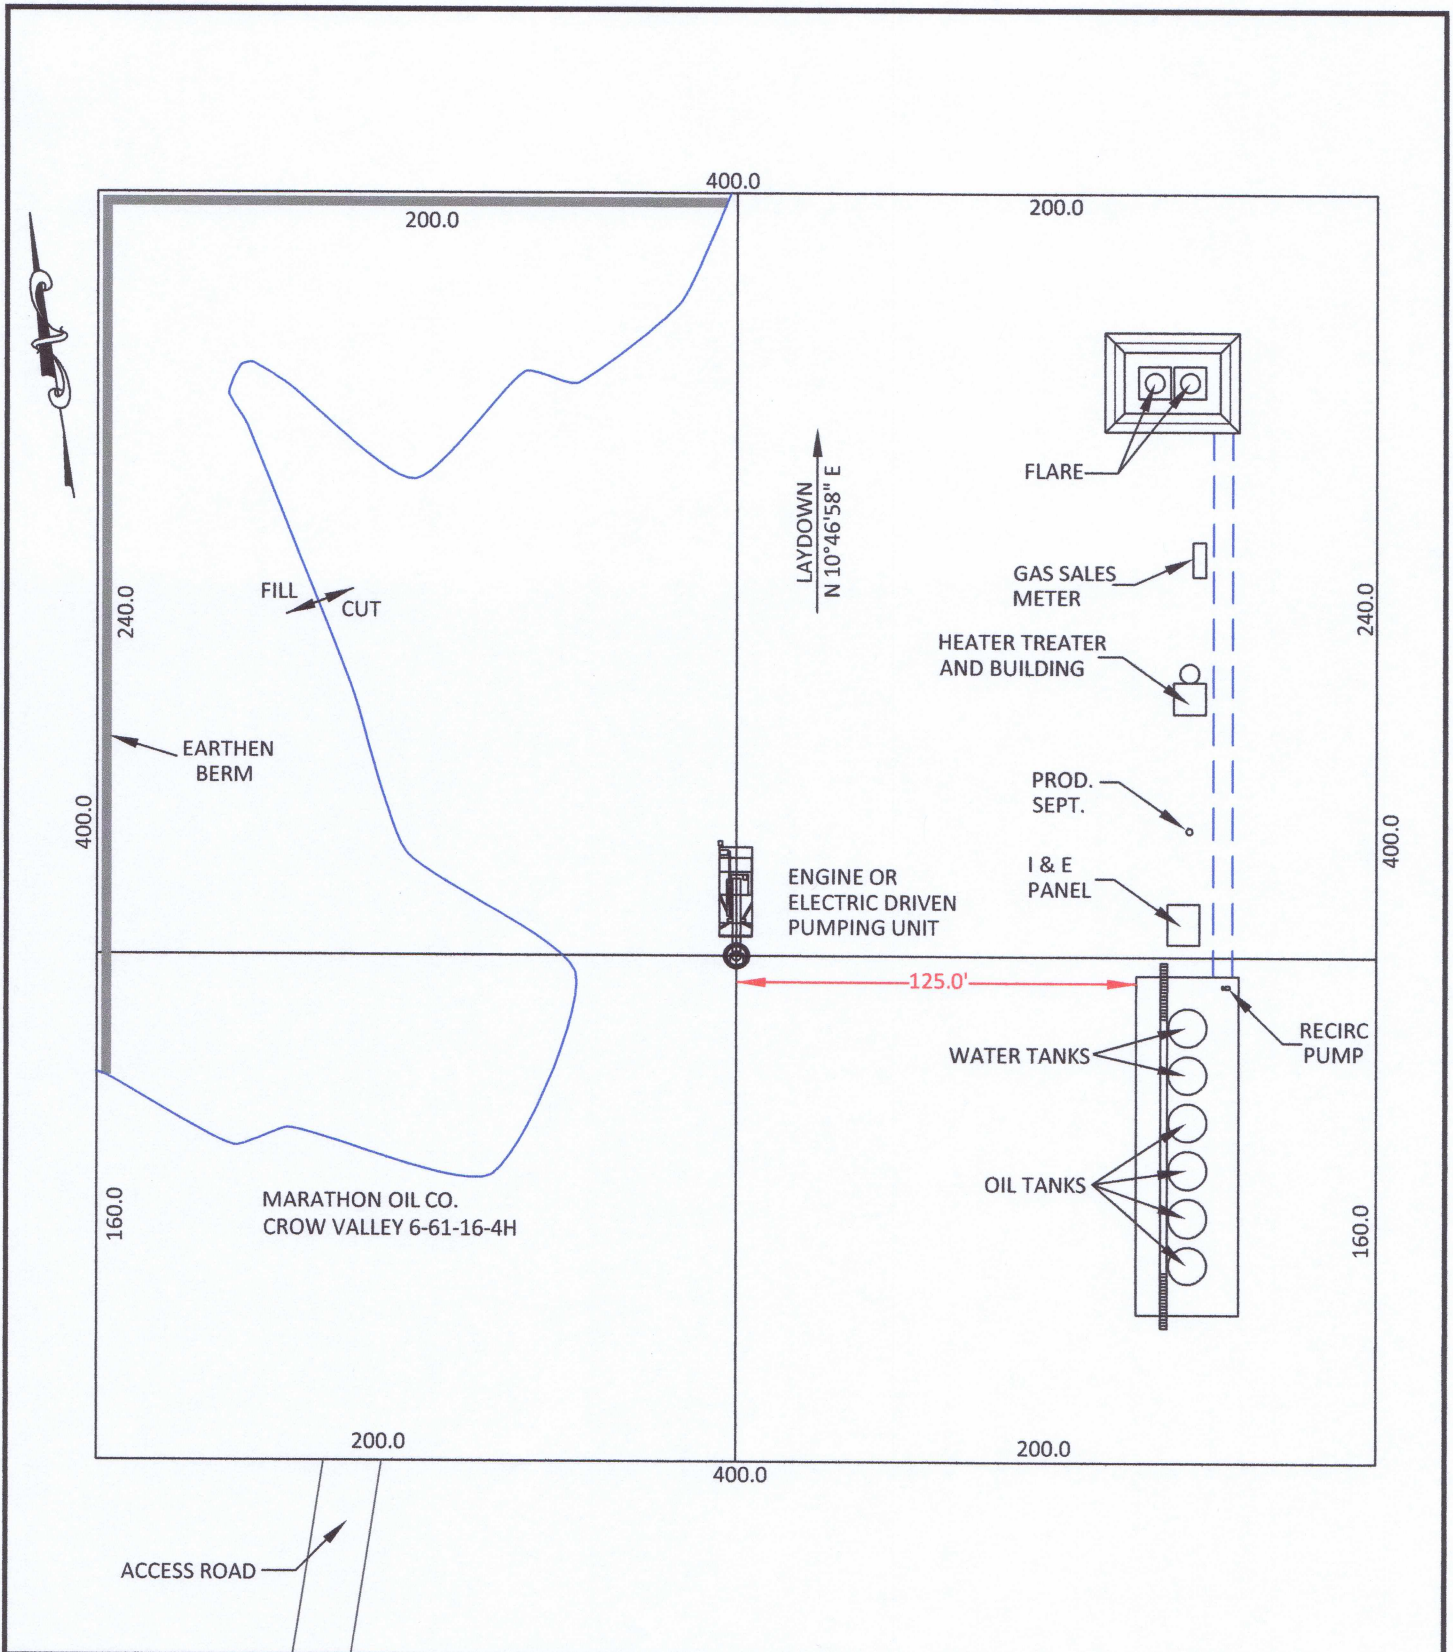 400.0
200.0
200.0
FLARE
LAYDOWN
N 10°46'58" E
GAS SALES
METER
FILL
CUT
240.0
240.0
HEATER TREATER
AND BUILDING
EARTHEN
BERM
PROD.
SEPT.
400.0
400.0
I & E
PANEL
ENGINE OR
ELECTRIC DRIVEN
PUMPING UNIT
125.0'
WATER TANKS
RECIRC
PUMP
OIL TANKS
MARATHON OIL CO.
CROW VALLEY 6-61-16-4H
160.0
160.0
200.0
200.0
400.0
ACCESS ROAD